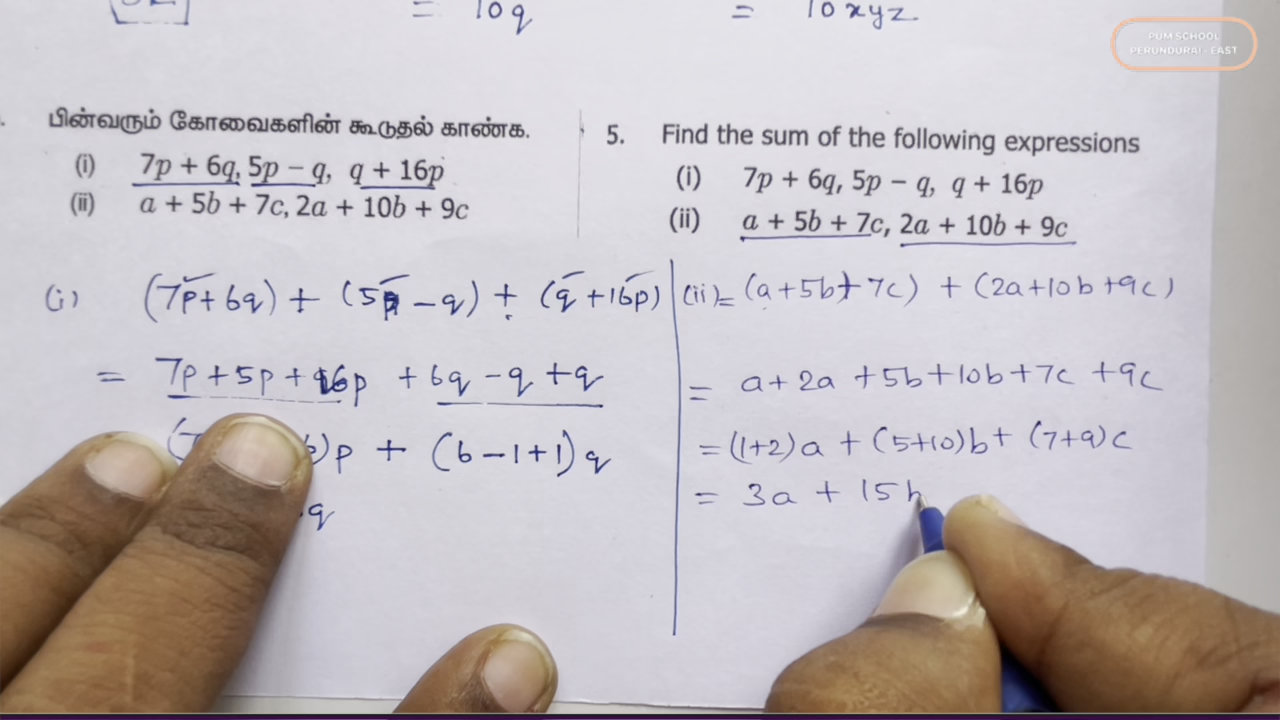 = 10q
= 10xyz
PUM SCHOOL
PERUNDURAI - EAST
பின்வரும் கோவைகளின் கூடுதல் காண்க.
(i) 7p + 6q, 5p – q, q + 16p
(ii) a + 5b + 7c, 2a + 10b + 9c
5. Find the sum of the following expressions
(i) 7p + 6q, 5p – q, q + 16p
(ii) a + 5b + 7c, 2a + 10b + 9c
(i) (7p+6q) + (5p-q) + (q+16p)
= 7p+5p+16p +6q-q+q
)p + (6-1+1)q
q
(ii)= (a+5b+7c) + (2a+10b+9c)
= a+2a +5b+10b+7c +9c
=(1+2)a + (5+10)b+ (7+9)c
= 3a + 15b